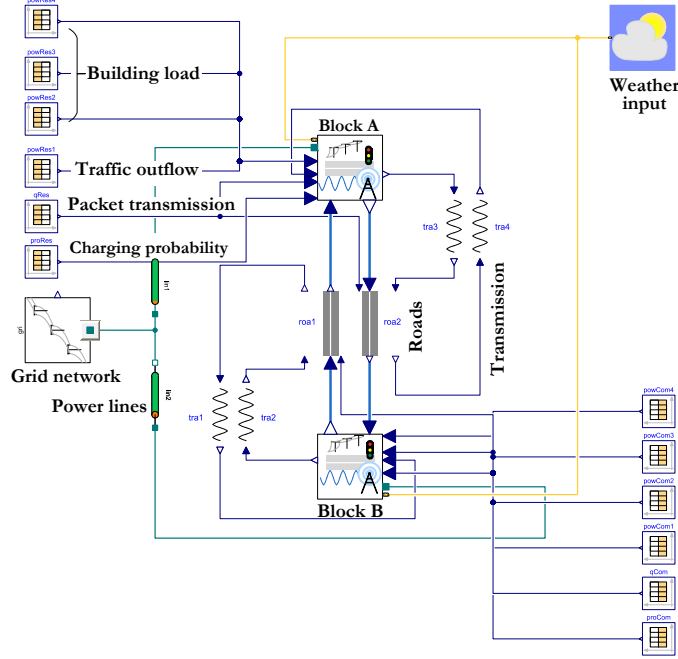 powRes4
powRes3
Building load
powRes2
Weather
input
Block A
powRes1
Traffic outflow
qRes
Packet transmission
proRes
Charging probability
tra3
tra4
lin1
gri
roa1
roa2
Roads
Transmission
Grid network
lin2
Power lines
tra1
tra2
powCom4
powCom3
powCom2
Block B
powCom1
qCom
proCom